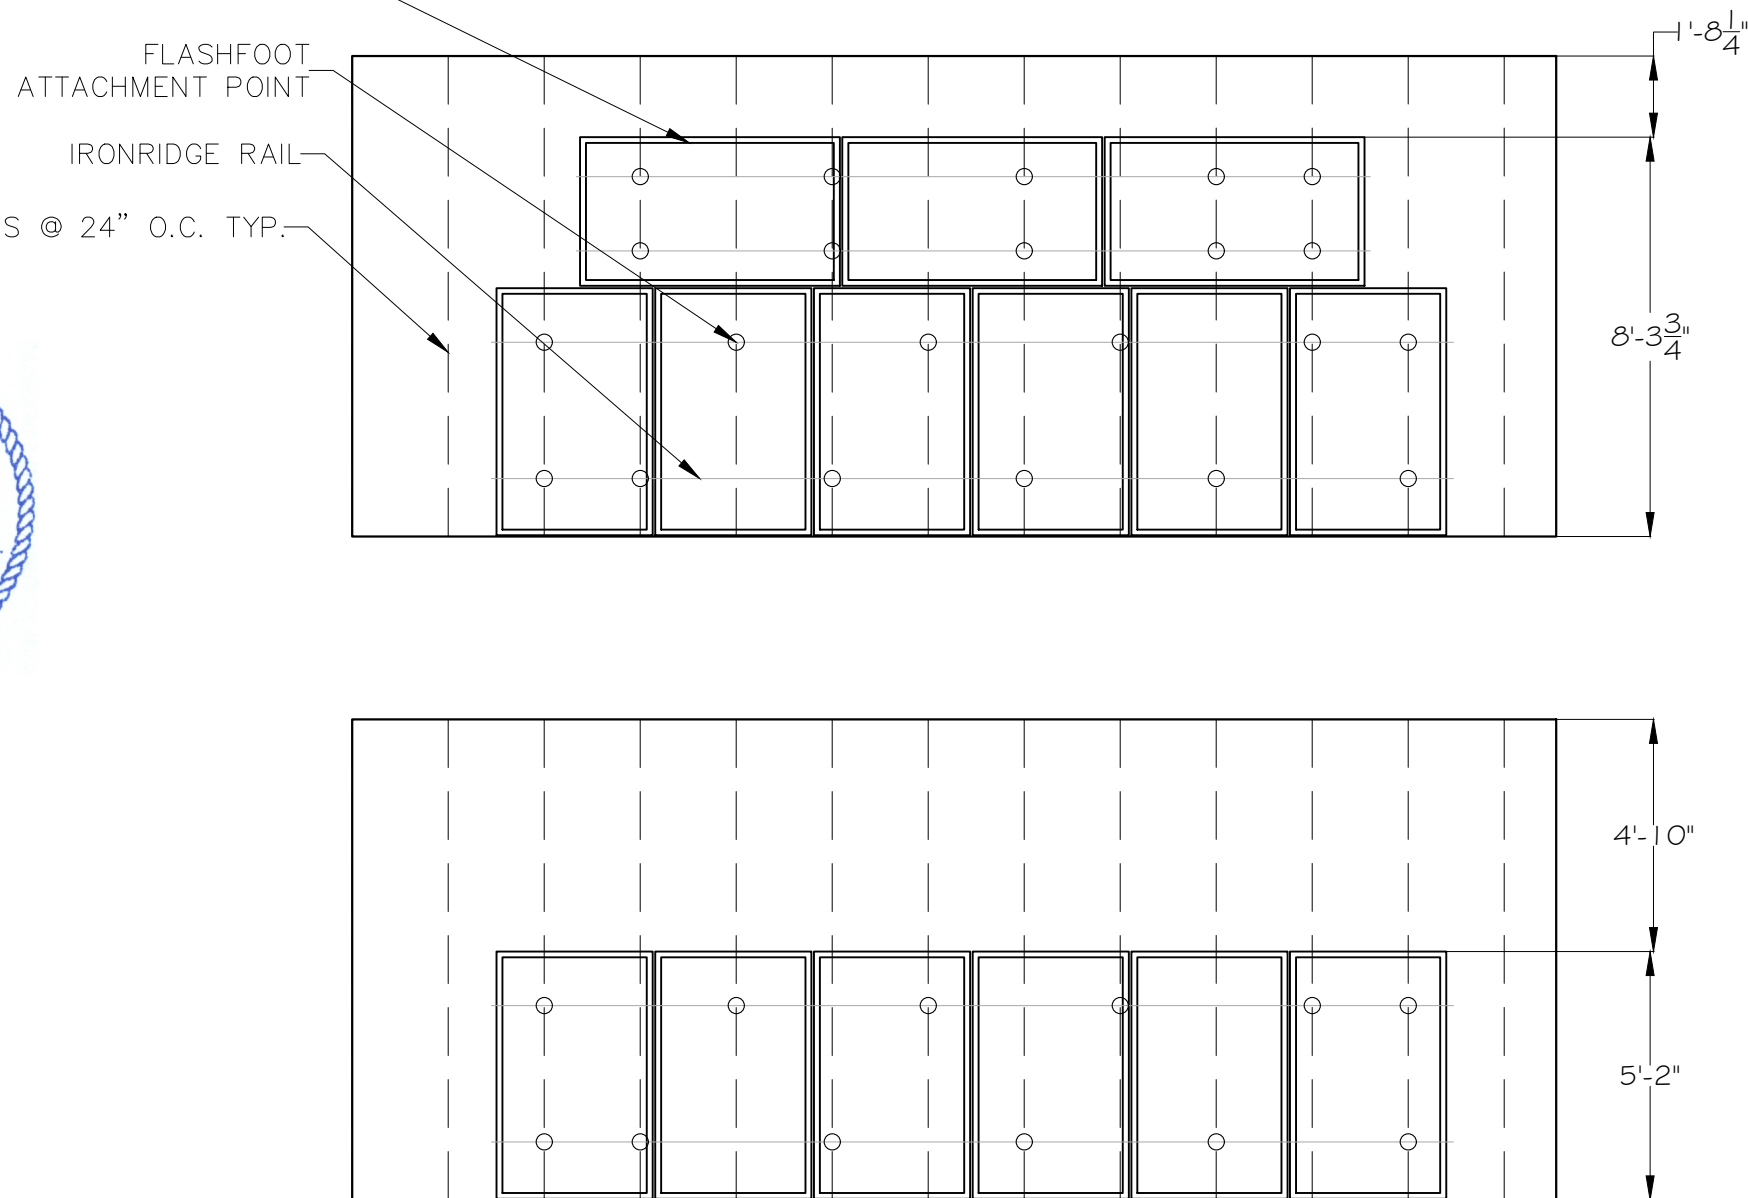 FLASHFOOT
ATTACHMENT POINT
IRONRIDGE RAIL
S @ 24” O.C. TYP.
1'-8 1/4"
8'-3 3/4"
4'-10"
5'-2"